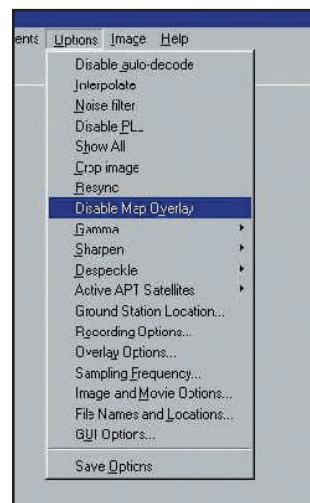 ents Options Image Help
Disable auto-decode
Interpolate
Noise filter
Disable PLL
Show All
Crop image
Resync
Disable Map Overlay
Gamma
Sharpen
Despeckle
Active APT Satellites
Ground Station Location...
Recording Options...
Overlay Options...
Sampling Frequency...
Image and Movie Options...
File Names and Locations...
GUI Options...
Save Options